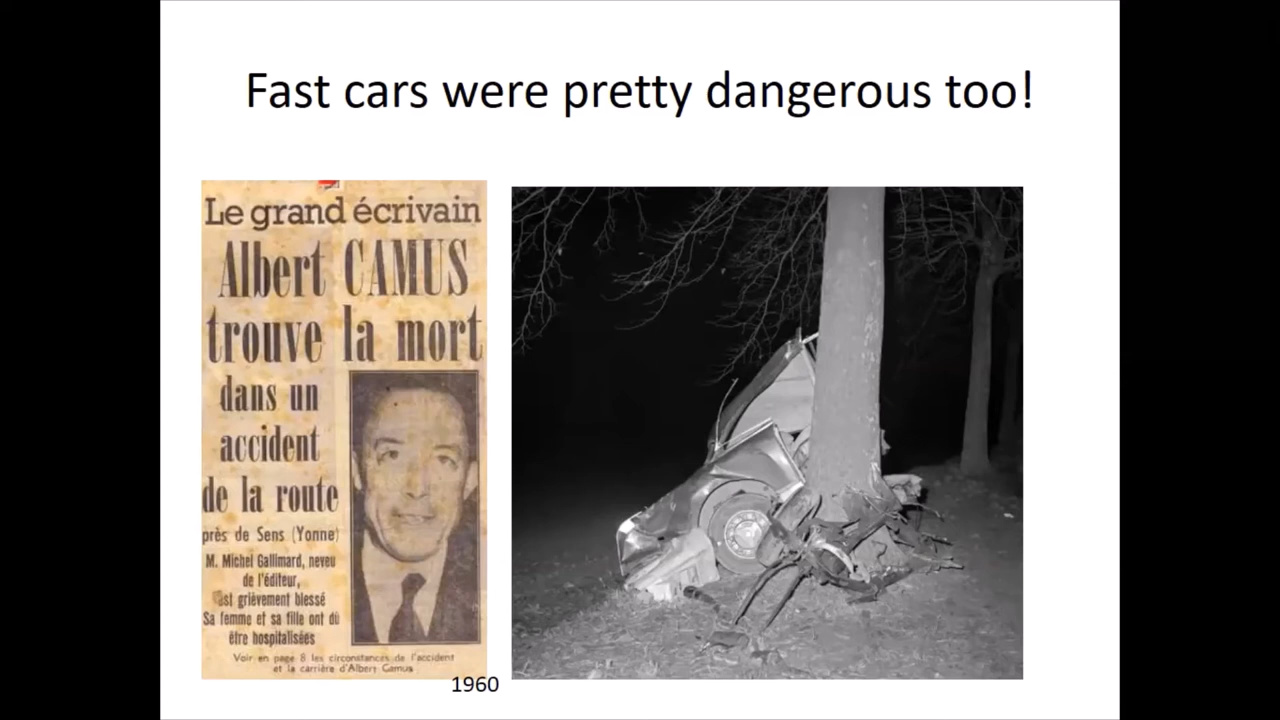 Fast cars were pretty dangerous too!
Le grand écrivain
Albert CAMUS
trouve la mort
dans un
accident
de la route
près de Sens (Yonne)
M. Michel Gallimard, neveu
de l'éditeur,
est grièvement blessé
Sa femme et sa fille ont dû
être hospitalisées
Voir en page 8 les circonstances de l'accident
et la carrière d'Albert Camus
1960